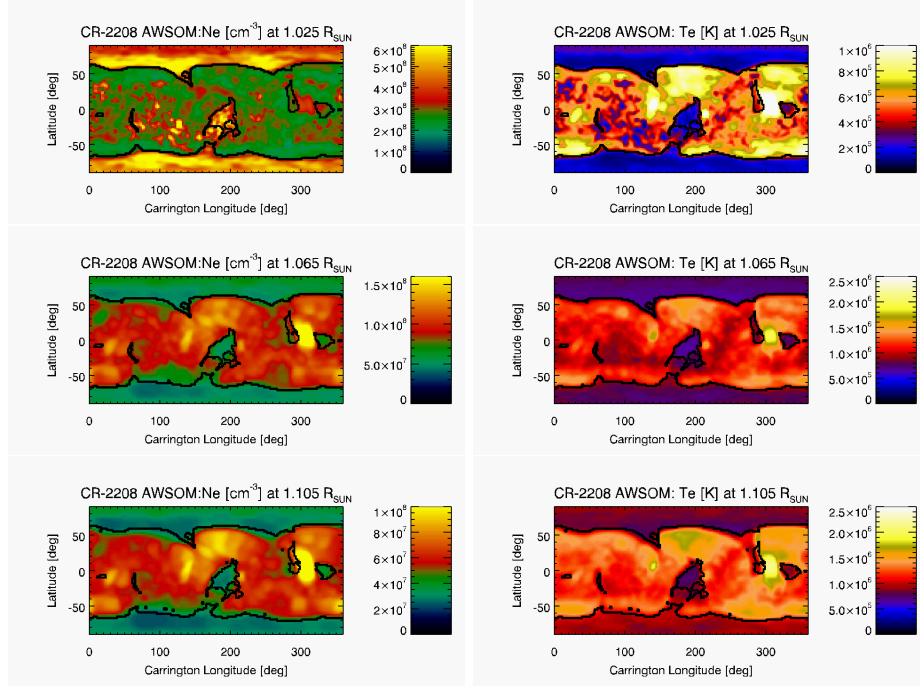 CR-2208 AWSOM:Ne [cm⁻³] at 1.025 R_SUN
Latitude [deg]
50
0
-50
0 100 200 300
Carrington Longitude [deg]
6×10⁸
5×10⁸
4×10⁸
3×10⁸
2×10⁸
1×10⁸
0
CR-2208 AWSOM: Te [K] at 1.025 R_SUN
Latitude [deg]
50
0
-50
0 100 200 300
Carrington Longitude [deg]
1×10⁶
8×10⁵
6×10⁵
4×10⁵
2×10⁵
0
CR-2208 AWSOM:Ne [cm⁻³] at 1.065 R_SUN
Latitude [deg]
50
0
-50
0 100 200 300
Carrington Longitude [deg]
1.5×10⁸
1.0×10⁸
5.0×10⁷
0
CR-2208 AWSOM: Te [K] at 1.065 R_SUN
Latitude [deg]
50
0
-50
0 100 200 300
Carrington Longitude [deg]
2.5×10⁶
2.0×10⁶
1.5×10⁶
1.0×10⁶
5.0×10⁵
0
CR-2208 AWSOM:Ne [cm⁻³] at 1.105 R_SUN
Latitude [deg]
50
0
-50
0 100 200 300
Carrington Longitude [deg]
1×10⁸
8×10⁷
6×10⁷
4×10⁷
2×10⁷
0
CR-2208 AWSOM: Te [K] at 1.105 R_SUN
Latitude [deg]
50
0
-50
0 100 200 300
Carrington Longitude [deg]
2.5×10⁶
2.0×10⁶
1.5×10⁶
1.0×10⁶
5.0×10⁵
0